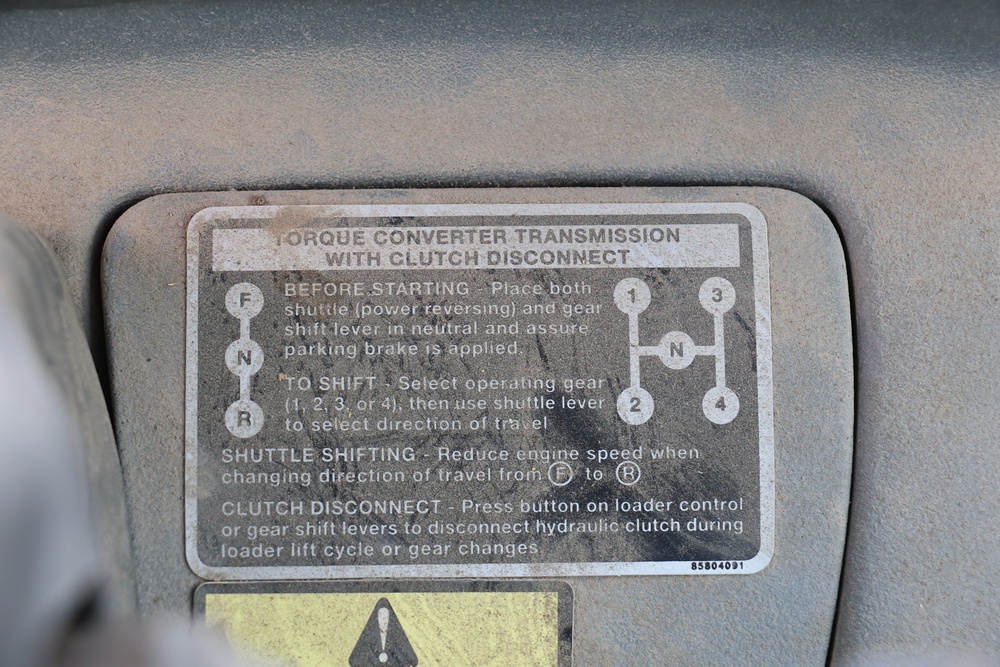 TORQUE CONVERTER TRANSMISSION
WITH CLUTCH DISCONNECT
F
N
R
BEFORE STARTING - Place both
shuttle (power reversing) and gear
shift lever in neutral and assure
parking brake is applied.
TO SHIFT - Select operating gear
(1, 2, 3, or 4), then use shuttle lever
to select direction of travel
1
3
N
2
4
SHUTTLE SHIFTING - Reduce engine speed when
changing direction of travel from F to R
CLUTCH DISCONNECT - Press button on loader control
or gear shift levers to disconnect hydraulic clutch during
loader lift cycle or gear changes
85804091
!